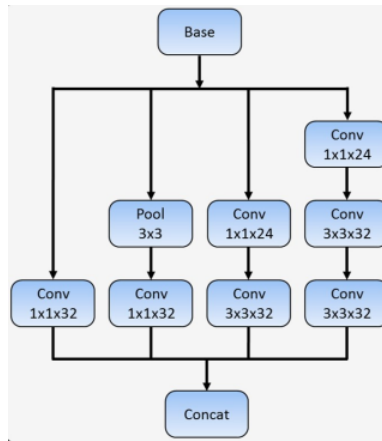 Base
Conv
1x1x24
Pool
3x3
Conv
1x1x24
Conv
3x3x32
Conv
1x1x32
Conv
1x1x32
Conv
3x3x32
Conv
3x3x32
Concat